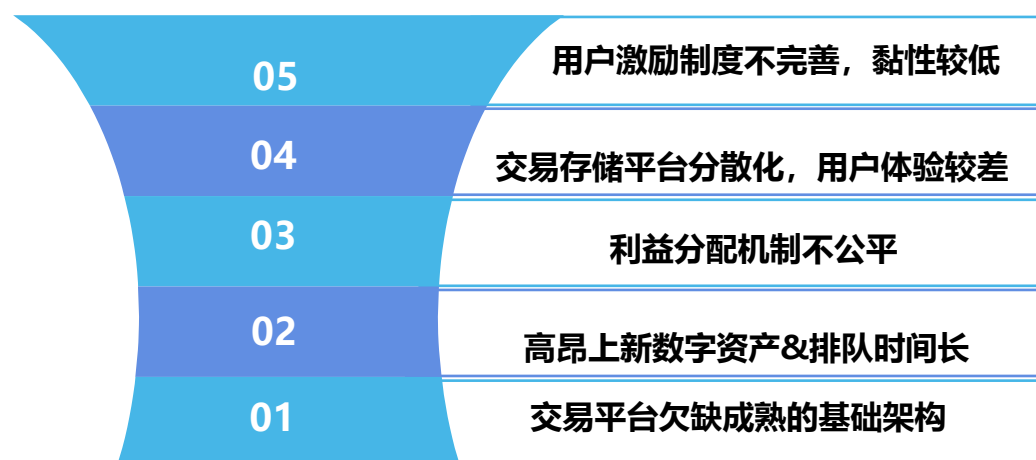 05
用户激励制度不完善，黏性较低
04
交易存储平台分散化，用户体验较差
03
利益分配机制不公平
02
高昂上新数字资产&排队时间长
01
交易平台欠缺成熟的基础架构